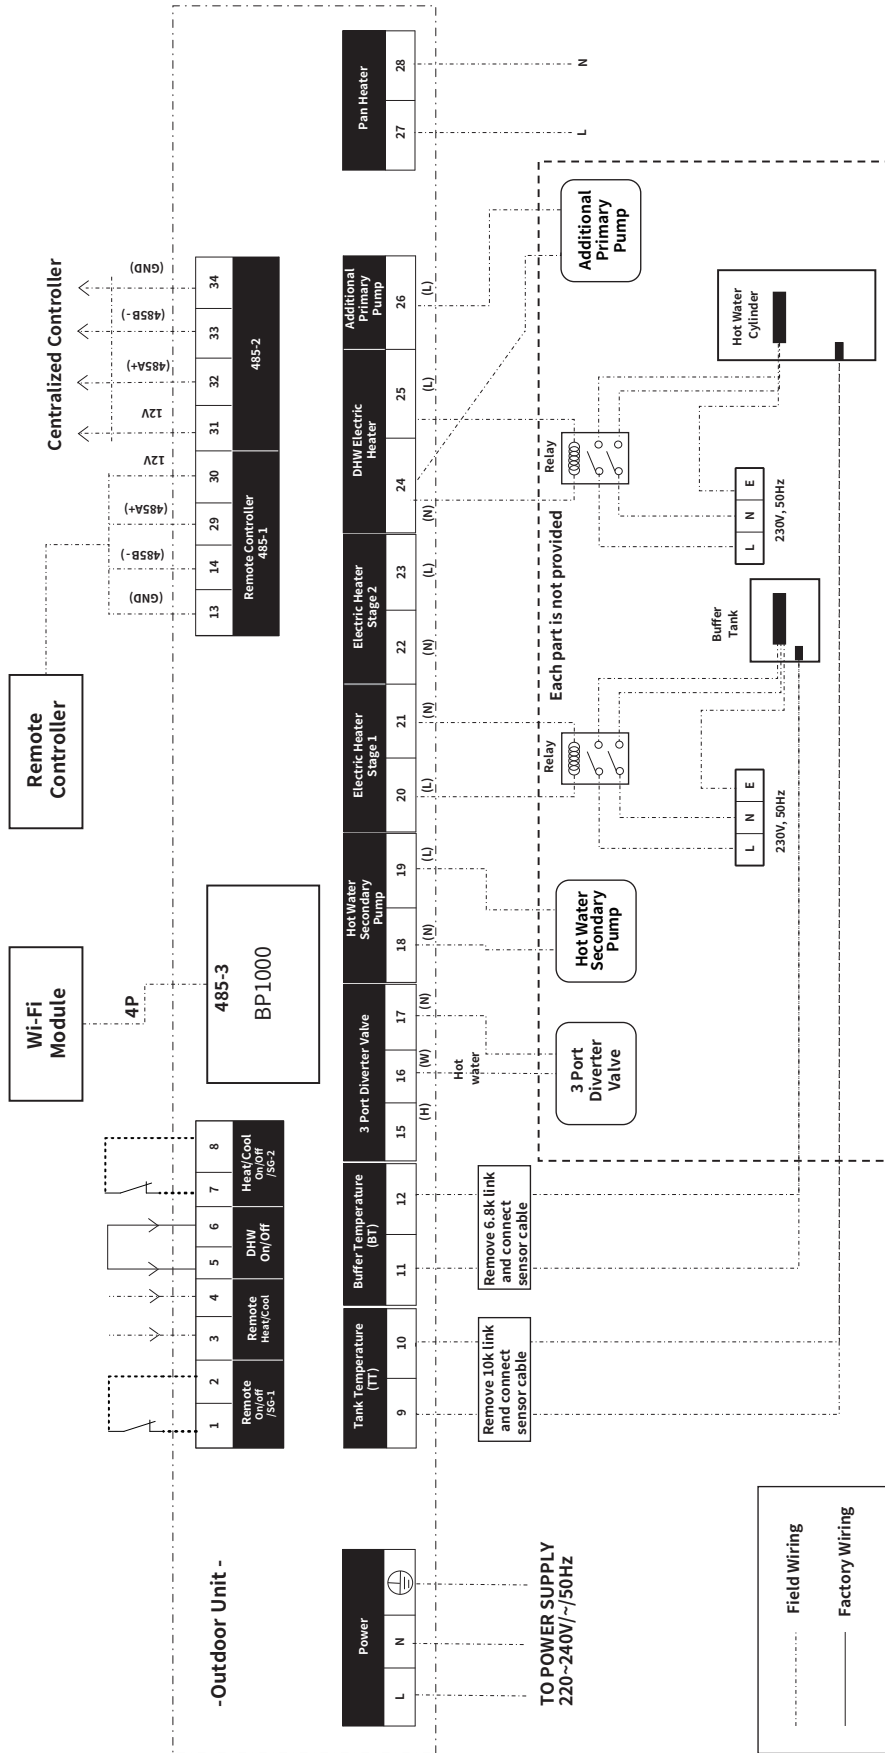 Wi-Fi
Module
Remote
Controller
Centralized Controller
4P
(GND)
(485B-)
(485A+)
12V
12V
(485A+)
(485B-)
(GND)
-Outdoor Unit -
1
2
3
4
5
6
7
8
Remote
On/off
/SG-1
Remote
Heat/Cool
DHW
On/Off
Heat/Cool
On/Off
/SG-2
485-3
BP1000
13
14
29
30
31
32
33
34
Remote Controller
485-1
485-2
Power
L
N
Tank Temperature
(TT)
9
10
Buffer Temperature
(BT)
11
12
3 Port Diverter Valve
15
16
17
Hot Water
Secondary
Pump
18
19
Electric Heater
Stage 1
20
21
Electric Heater
Stage 2
22
23
DHW Electric
Heater
24
25
Additional
Primary
Pump
26
Pan Heater
27
28
(H)
(W)
(N)
(N)
(L)
(L)
(N)
(N)
(L)
(N)
(L)
(L)
Hot
water
TO POWER SUPPLY
220~240V/~/50Hz
Remove 10k link
and connect
sensor cable
Remove 6.8k link
and connect
sensor cable
L
N
Each part is not provided
3 Port
Diverter
Valve
Hot Water
Secondary
Pump
Relay
Relay
Additional
Primary
Pump
L
N
E
230V, 50Hz
Buffer
Tank
L
N
E
230V, 50Hz
Hot Water
Cylinder
Field Wiring
Factory Wiring